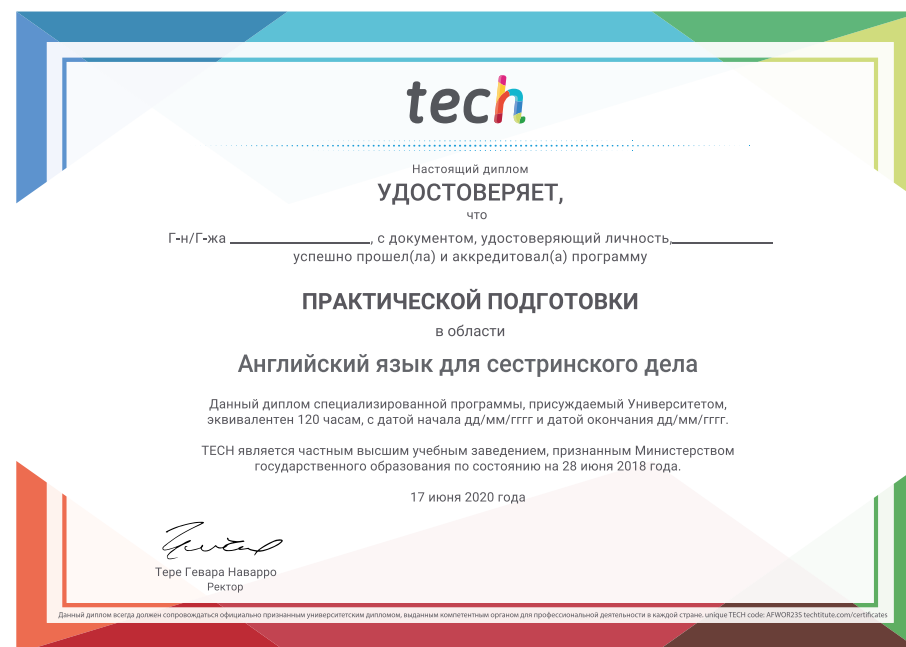 tech
Настоящий диплом
УДОСТОВЕРЯЕТ,
что
Г-н/Г-жа ____________________, с документом, удостоверяющий личность,______________
успешно прошел(ла) и аккредитовал(а) программу
ПРАКТИЧЕСКОЙ ПОДГОТОВКИ
в области
Английский язык для сестринского дела
Данный диплом специализированной программы, присуждаемый Университетом,
эквивалентен 120 часам, с датой начала дд/мм/гггг и датой окончания дд/мм/гггг.
TECH является частным высшим учебным заведением, признанным Министерством
государственного образования по состоянию на 28 июня 2018 года.
17 июня 2020 года
Тере Гевара Наварро
Ректор
Данный диплом всегда должен сопровождаться официально признанным университетским дипломом, выданным компетентным органом для профессиональной деятельности в каждой стране. unique TECH code: AFWOR23S techtitute.com/certificates